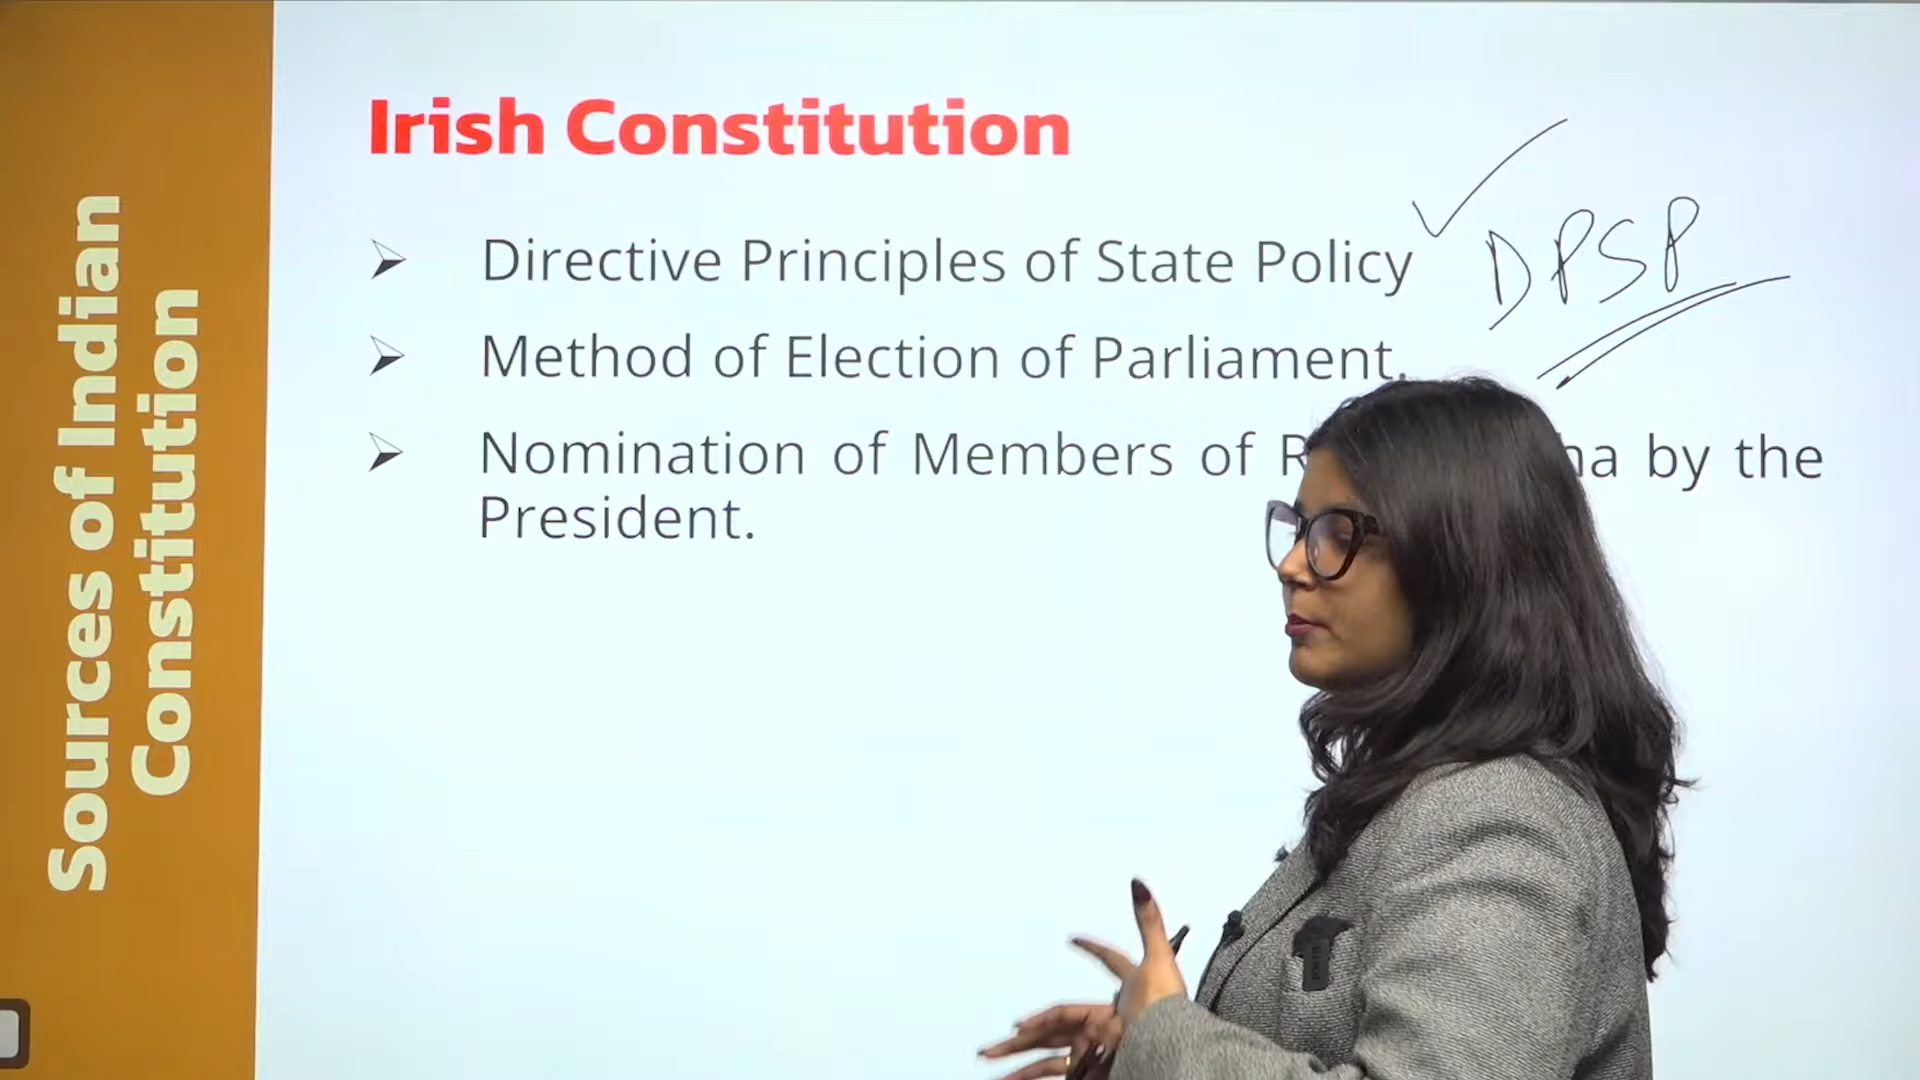 Sources of Indian
Constitution
Irish Constitution
Directive Principles of State Policy
DPSP
Method of Election of Parliament.
Nomination of Members of R a by the
President.